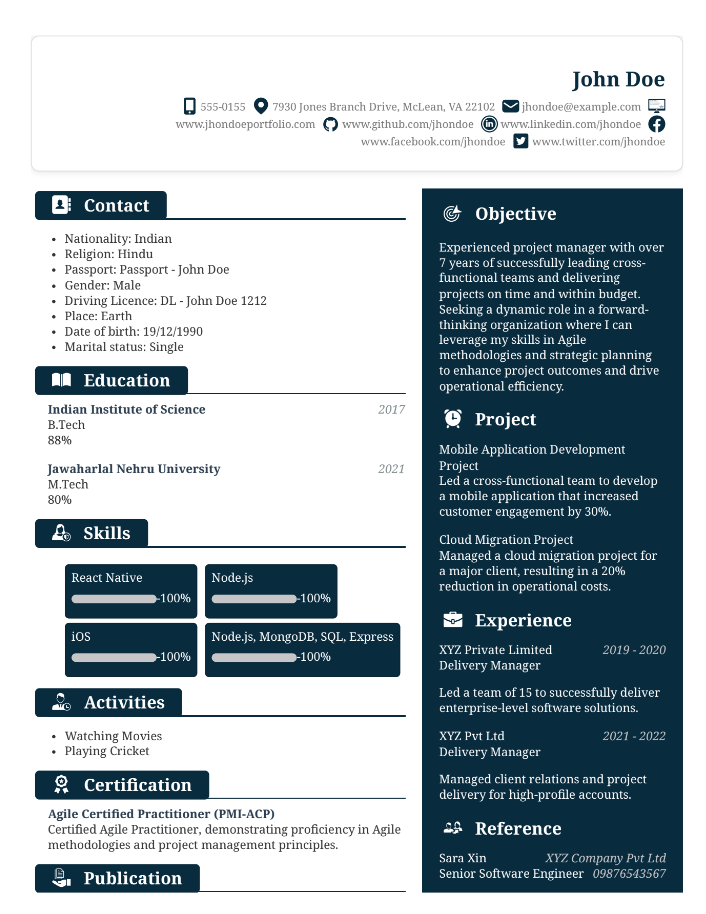 John Doe
555-0155 7930 Jones Branch Drive, McLean, VA 22102 jhondoe@example.com
www.jhondoeportfolio.com www.github.com/jhondoe www.linkedin.com/jhondoe
www.facebook.com/jhondoe www.twitter.com/jhondoe
Contact
• Nationality: Indian
• Religion: Hindu
• Passport: Passport - John Doe
• Gender: Male
• Driving Licence: DL - John Doe 1212
• Place: Earth
• Date of birth: 19/12/1990
• Marital status: Single
Education
Indian Institute of Science 2017
B.Tech
88%
Jawaharlal Nehru University 2021
M.Tech
80%
Skills
React Native
-100%
Node.js
-100%
iOS
-100%
Node.js, MongoDB, SQL, Express
-100%
Activities
• Watching Movies
• Playing Cricket
Certification
Agile Certified Practitioner (PMI-ACP)
Certified Agile Practitioner, demonstrating proficiency in Agile
methodologies and project management principles.
Publication
Objective
Experienced project manager with over
7 years of successfully leading cross-
functional teams and delivering
projects on time and within budget.
Seeking a dynamic role in a forward-
thinking organization where I can
leverage my skills in Agile
methodologies and strategic planning
to enhance project outcomes and drive
operational efficiency.
Project
Mobile Application Development
Project
Led a cross-functional team to develop
a mobile application that increased
customer engagement by 30%.
Cloud Migration Project
Managed a cloud migration project for
a major client, resulting in a 20%
reduction in operational costs.
Experience
XYZ Private Limited 2019 - 2020
Delivery Manager
Led a team of 15 to successfully deliver
enterprise-level software solutions.
XYZ Pvt Ltd 2021 - 2022
Delivery Manager
Managed client relations and project
delivery for high-profile accounts.
Reference
Sara Xin XYZ Company Pvt Ltd
Senior Software Engineer 09876543567